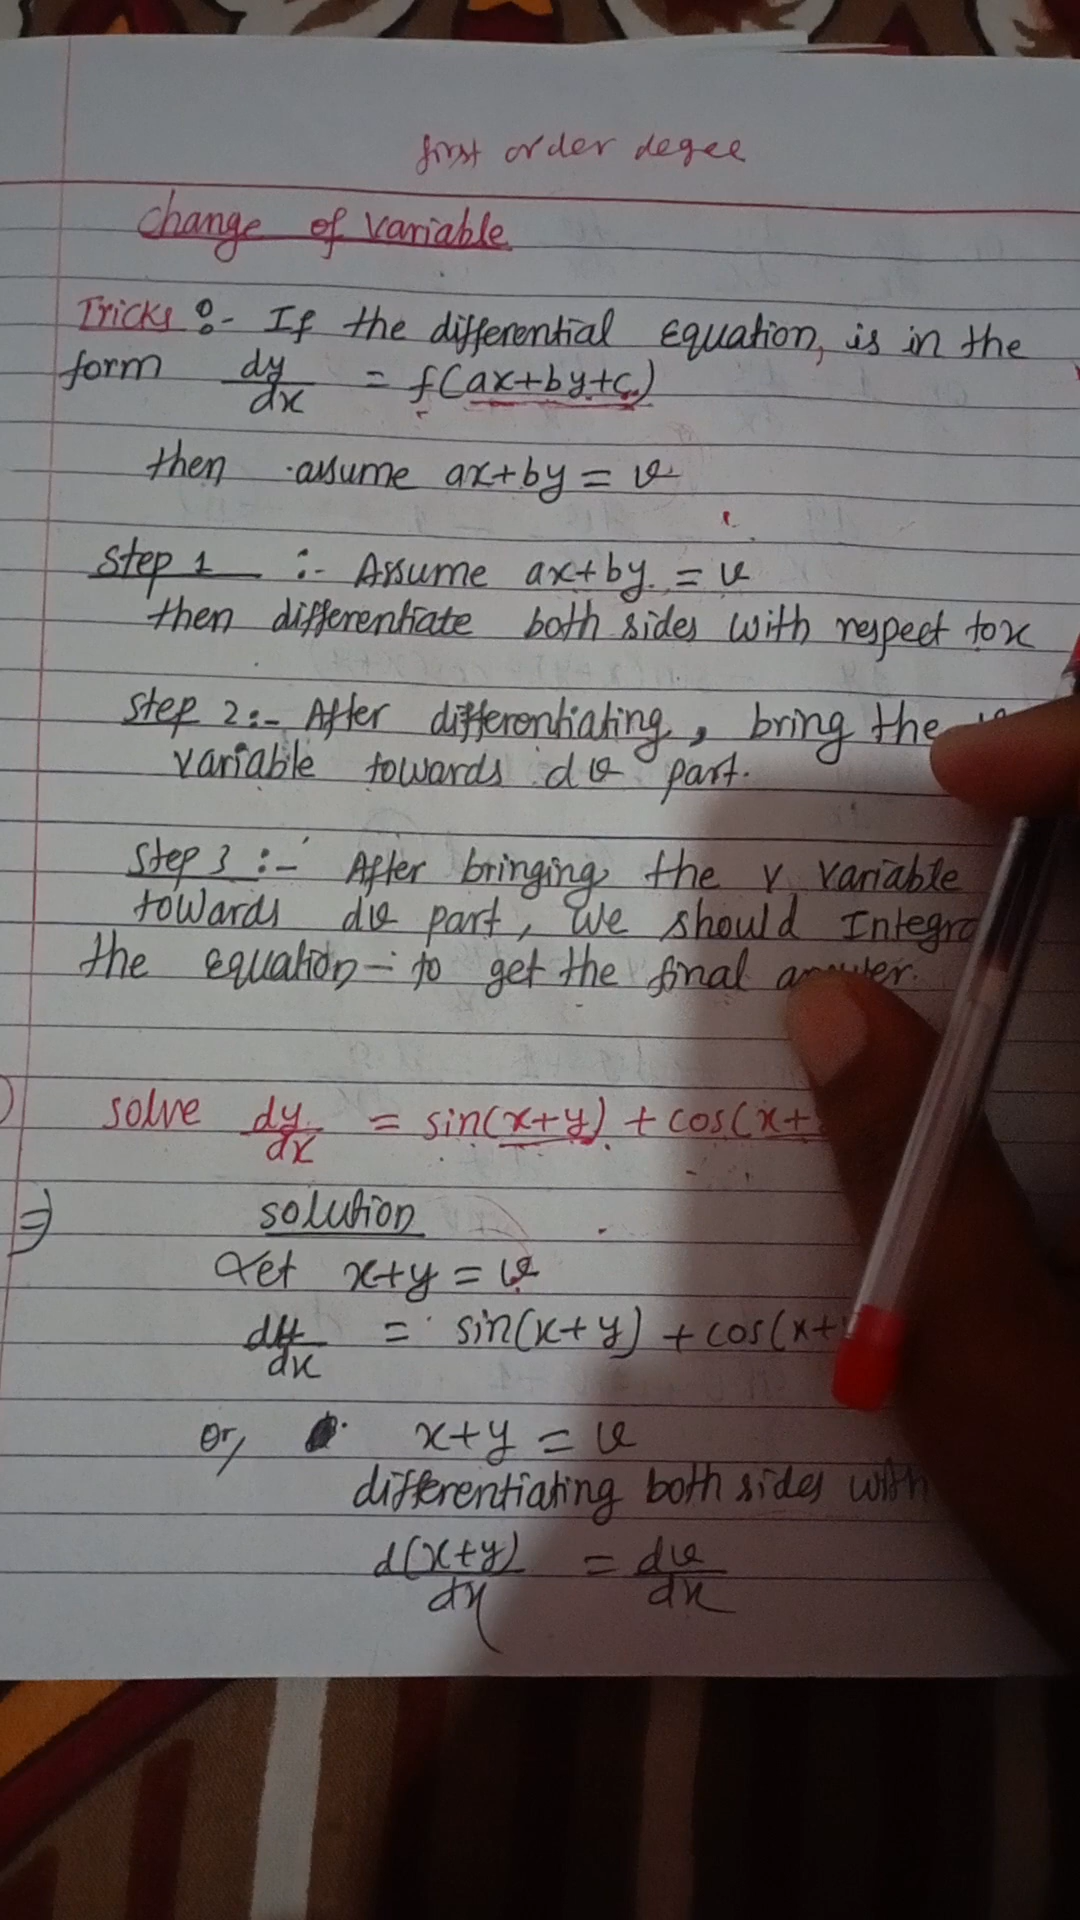 first order degee
Change of Variable
Tricks :- If the differential Equation, is in the
form dy/dx = f(ax+by+c)
then assume ax+by = v
Step 1 :- Assume ax+by = v
then differentiate both sides with respect to x
Step 2:- After differentiating, bring the
variable towards dv part.
Step 3 :- After bringing the v variable
towards dv part, we should
the equation - to get the final answer.
solve dy/dx = sin(x+y) + cos(x+
⇒ solution
Let x+y = v
dy/dx = sin(x+y) + cos(x+
or, x+y = v
differentiating both sides with
d(x+y)/dx = dv/dx